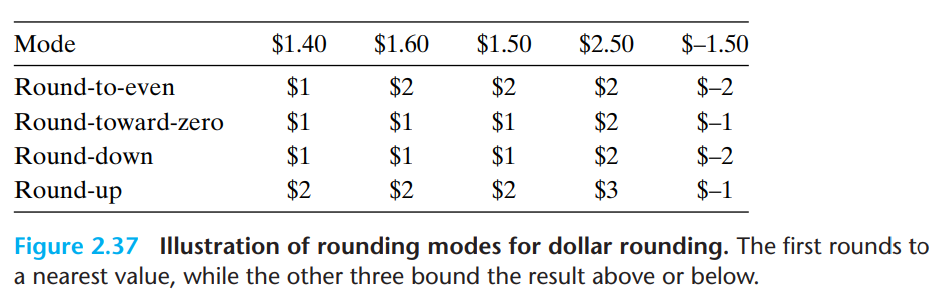 Mode $1.40 $1.60 $1.50 $2.50 $–1.50
Round-to-even $1 $2 $2 $2 $–2
Round-toward-zero $1 $1 $1 $2 $–1
Round-down $1 $1 $1 $2 $–2
Round-up $2 $2 $2 $3 $–1
Figure 2.37 Illustration of rounding modes for dollar rounding. The first rounds to
a nearest value, while the other three bound the result above or below.